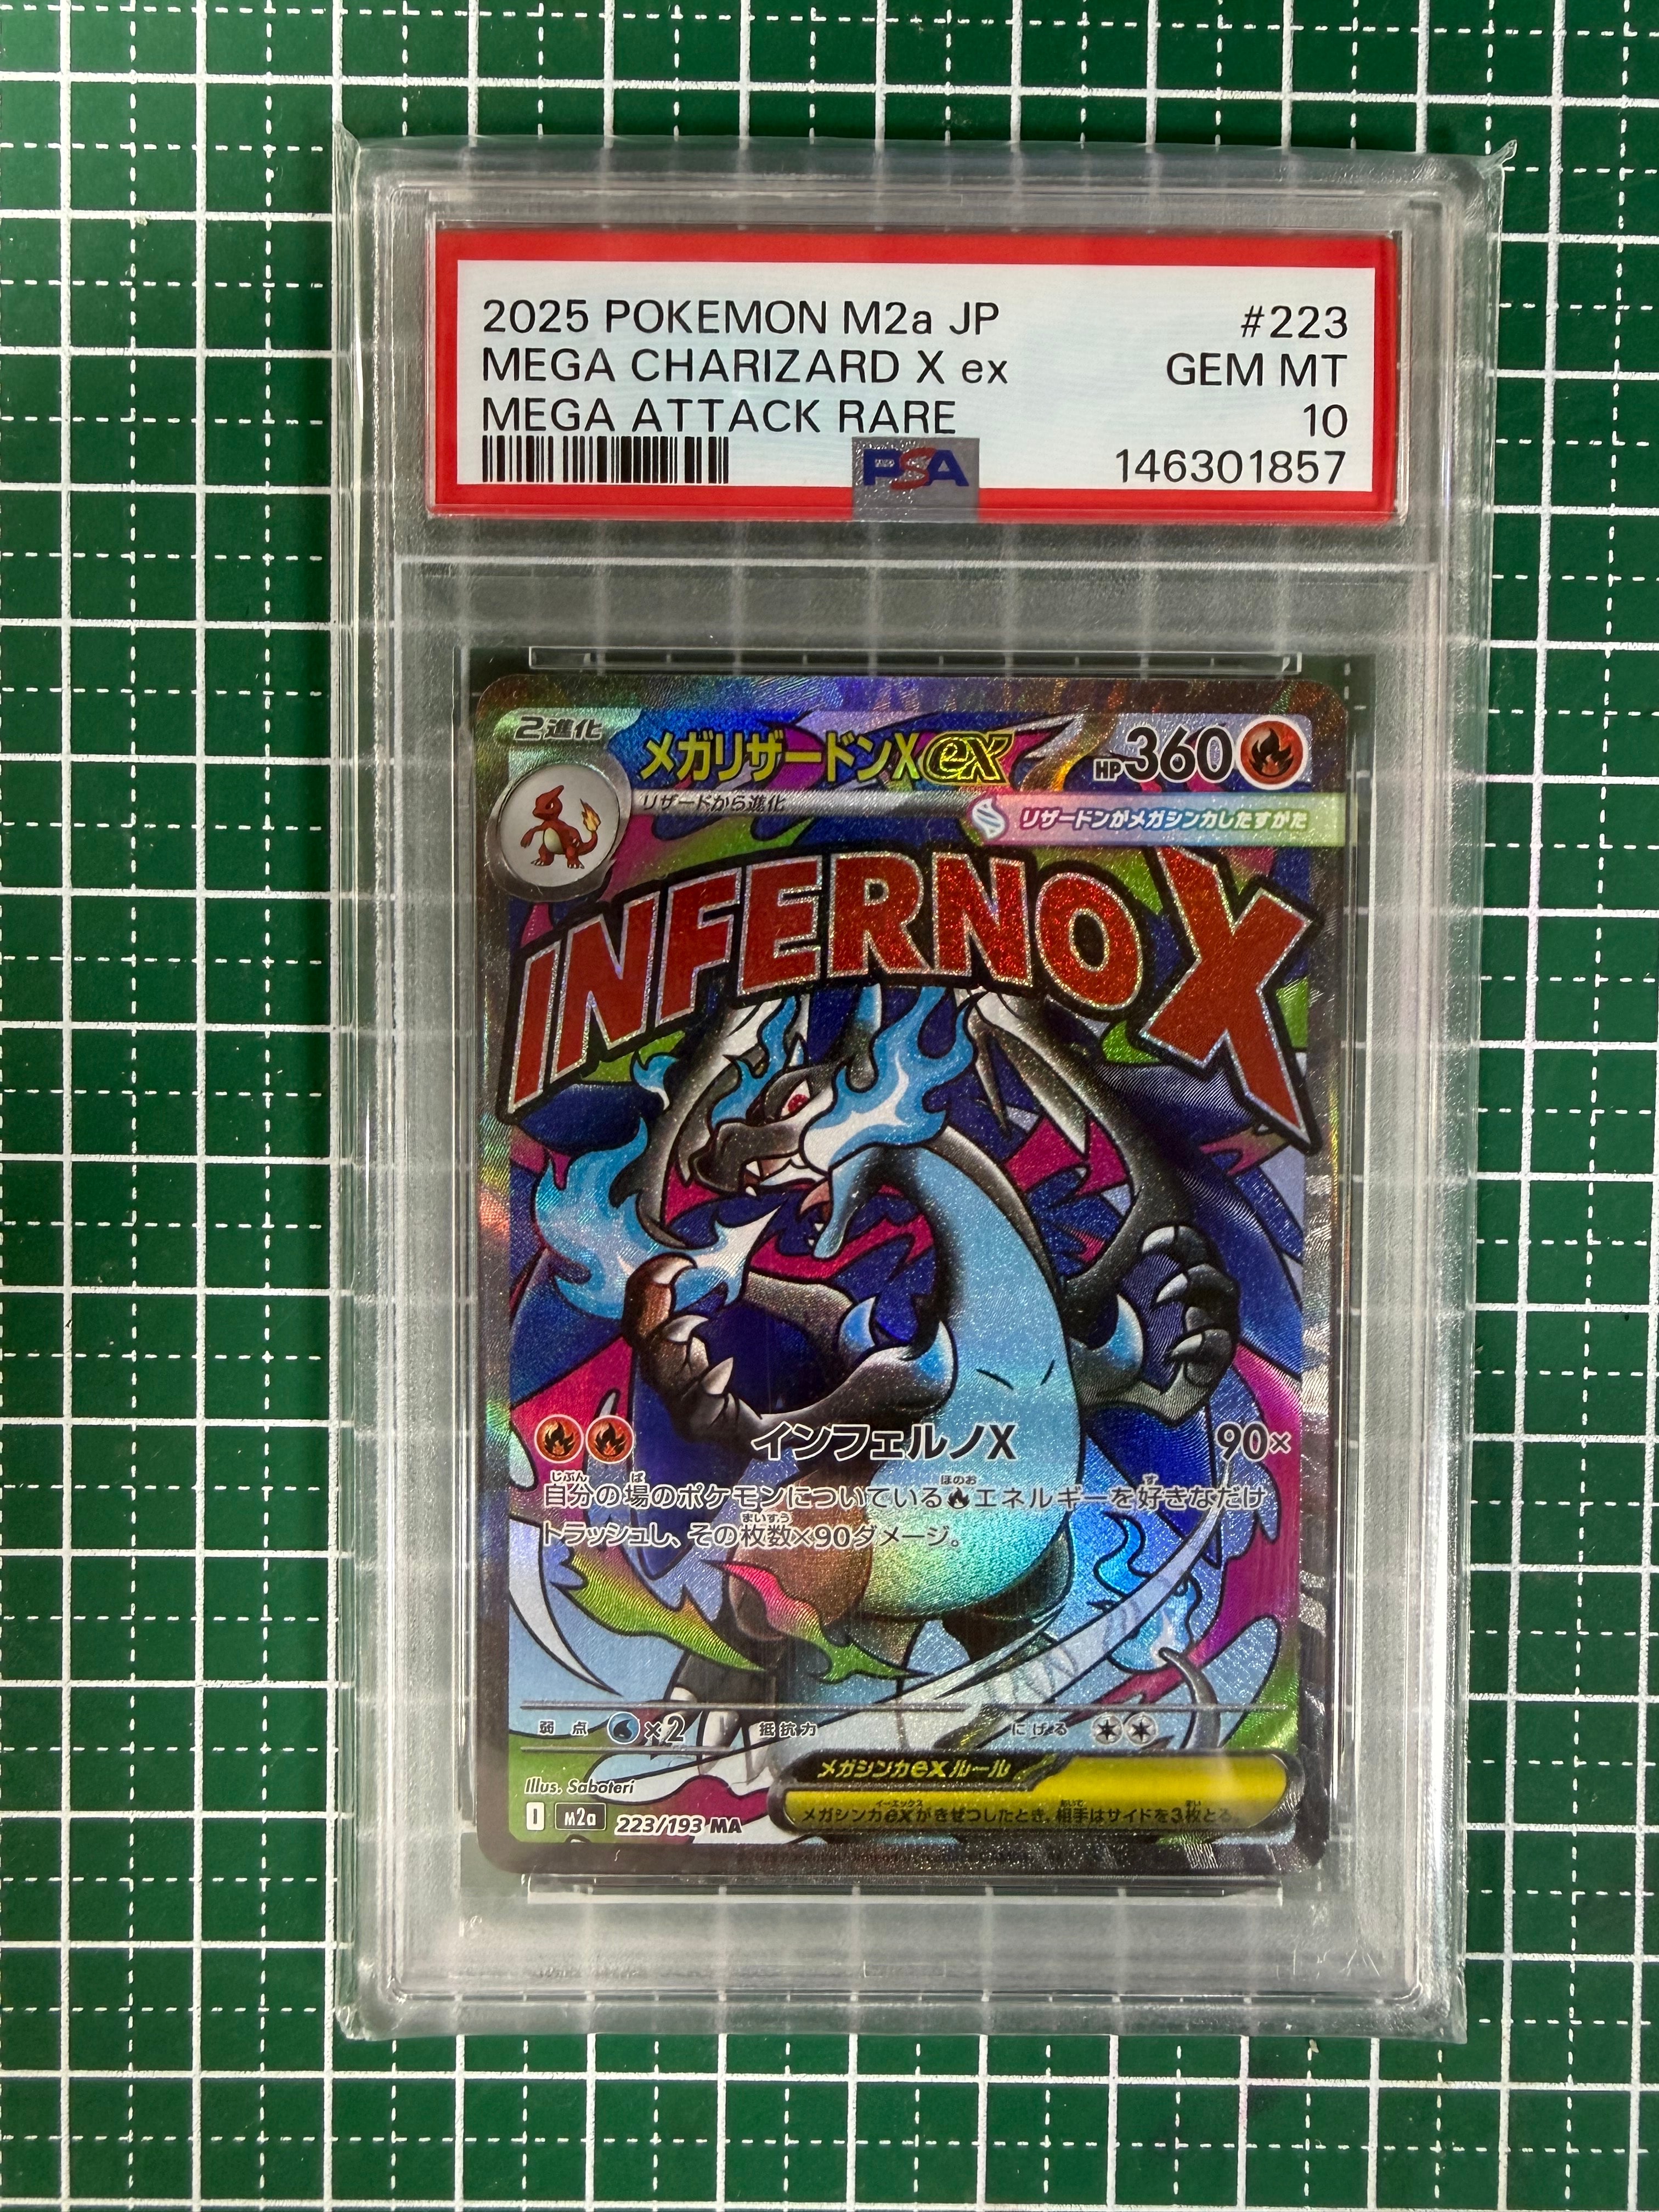 2025 POKEMON M2a JP #223
MEGA CHARIZARD X ex GEM MT
MEGA ATTACK RARE 10
PSA 146301857
2進化
メガリザードンXex HP360
リザードから進化
リザードンがメガシンカしたすがた
INFERNO X
インフェルノX 90×
自分の場のポケモンについているエネルギーを好きなだけ
トラッシュし、その枚数×90ダメージ。
弱点 ×2 抵抗力 にげる
メガシンカexルール
メガシンカexがきぜつしたとき、相手はサイドを3枚とる。
Illus. Saboteri
I M2a 223/193 MA